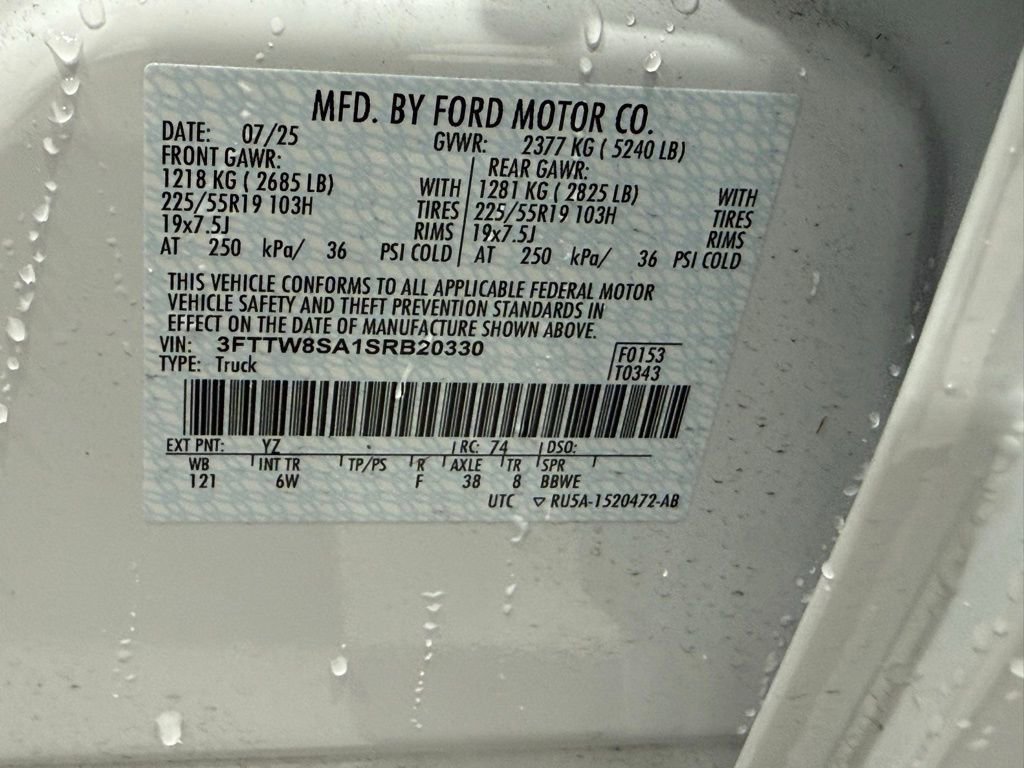 MFD. BY FORD MOTOR CO.
DATE: 07/25 GVWR: 2377 KG ( 5240 LB)
FRONT GAWR: REAR GAWR:
1218 KG ( 2685 LB) WITH 1281 KG ( 2825 LB) WITH
225/55R19 103H TIRES 225/55R19 103H TIRES
19x7.5J RIMS 19x7.5J RIMS
AT 250 kPa/ 36 PSI COLD AT 250 kPa/ 36 PSI COLD
THIS VEHICLE CONFORMS TO ALL APPLICABLE FEDERAL MOTOR
VEHICLE SAFETY AND THEFT PREVENTION STANDARDS IN
EFFECT ON THE DATE OF MANUFACTURE SHOWN ABOVE.
VIN: 3FTTW8SA1SRB20330 F0153
TYPE: Truck T0343
EXT PNT: YZ RC: 74 DSO:
WB INT TR TP/PS R AXLE TR SPR
121 6W F 38 8 BBWE
UTC ▽ RU5A-1520472-AB